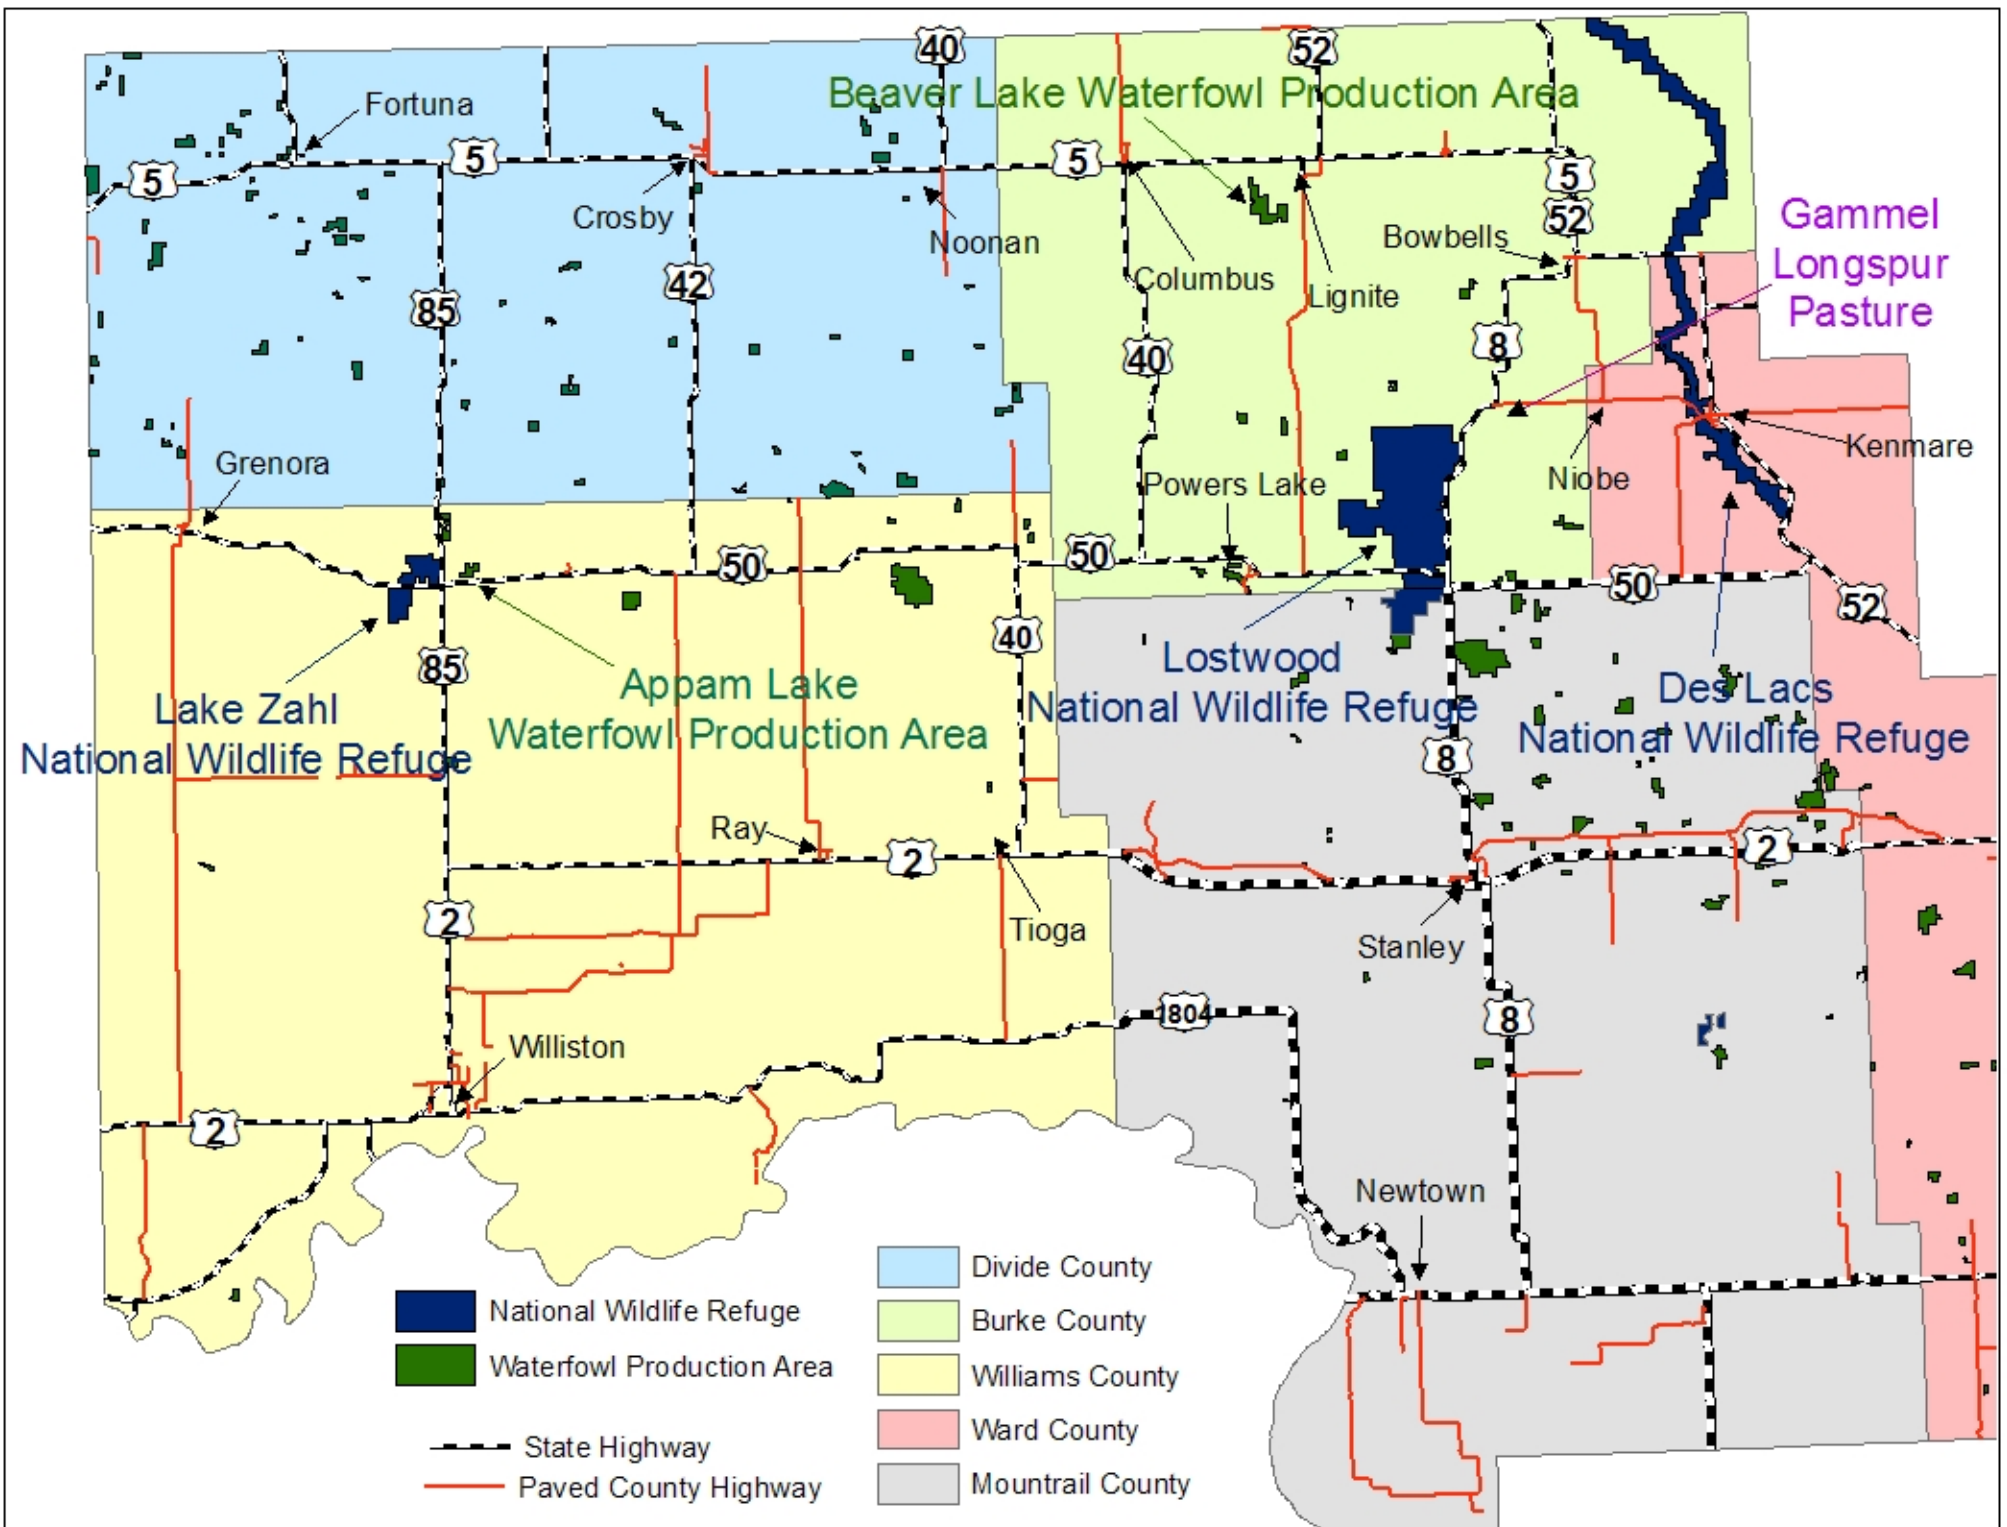 40
52
Beaver Lake Waterfowl Production Area
Fortuna
5
5
5
5
52
Crosby
Noonan
Columbus
Lignite
Bowbells
Gammel
Longspur
Pasture
85
42
40
8
Grenora
Powers Lake
Niobe
Kenmare
50
50
50
52
85
40
Lake Zahl
National Wildlife Refuge
Appam Lake
Waterfowl Production Area
Lostwood
National Wildlife Refuge
Des Lacs
National Wildlife Refuge
8
Ray
2
2
2
Tioga
Stanley
1804
8
Williston
2
Newtown
National Wildlife Refuge
Waterfowl Production Area
State Highway
Paved County Highway
Divide County
Burke County
Williams County
Ward County
Mountrail County